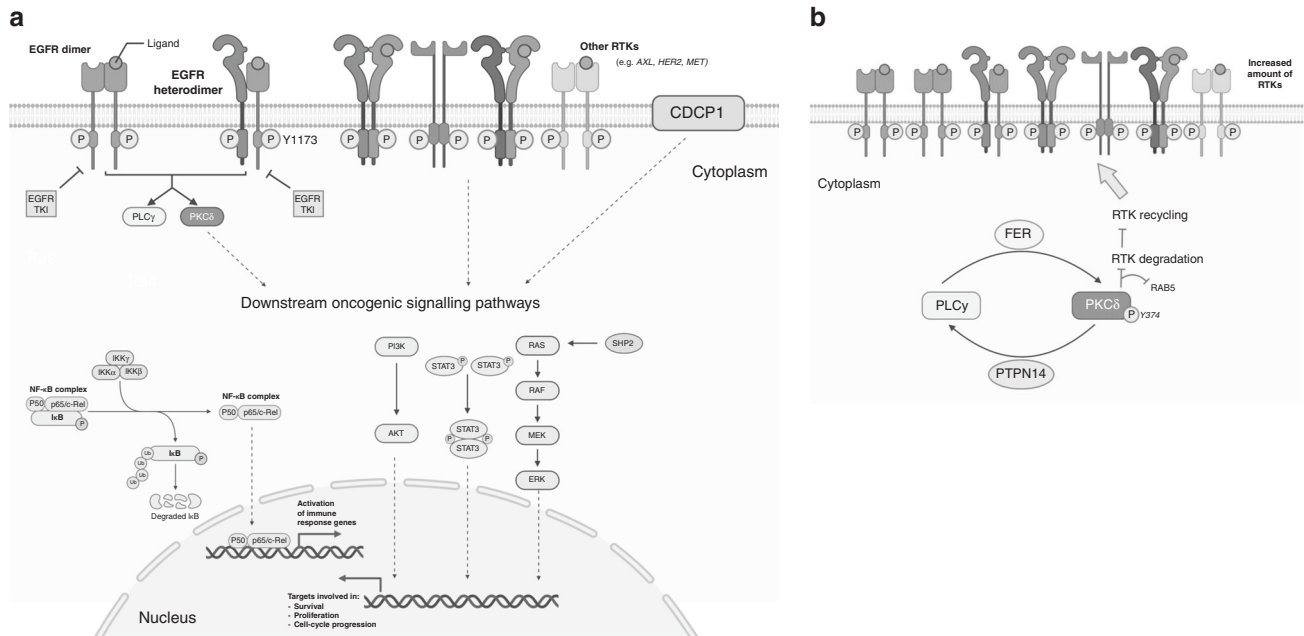 a
EGFR dimer
Ligand
EGFR
heterodimer
Other RTKs
(e.g. AXL, HER2, MET)
CDCP1
P
P
P
P
Y1173
P
P
P
P
P
P
P
P
Cytoplasm
EGFR
TKI
EGFR
TKI
PLCγ
PKCδ
Downstream oncogenic signalling pathways
IKKγ
IKKα
IKKβ
NF-κB complex
P50
p65/c-Rel
IκB
P
NF-κB complex
P50
p65/c-Rel
Ub
IκB
P
Ub
Ub
Ub
Degraded IκB
PI3K
AKT
STAT3
P
STAT3
P
STAT3
P
P
STAT3
RAS
SHP2
RAF
MEK
ERK
Activation
of immune
response genes
P50
p65/c-Rel
Targets involved in:
- Survival
- Proliferation
- Cell-cycle progression
Nucleus
b
Increased
amount of
RTKs
P
P
P
P
P
P
P
P
P
P
P
P
P
P
Cytoplasm
RTK recycling
FER
RTK degradation
RAB5
PLCy
PKCδ
P
Y374
PTPN14